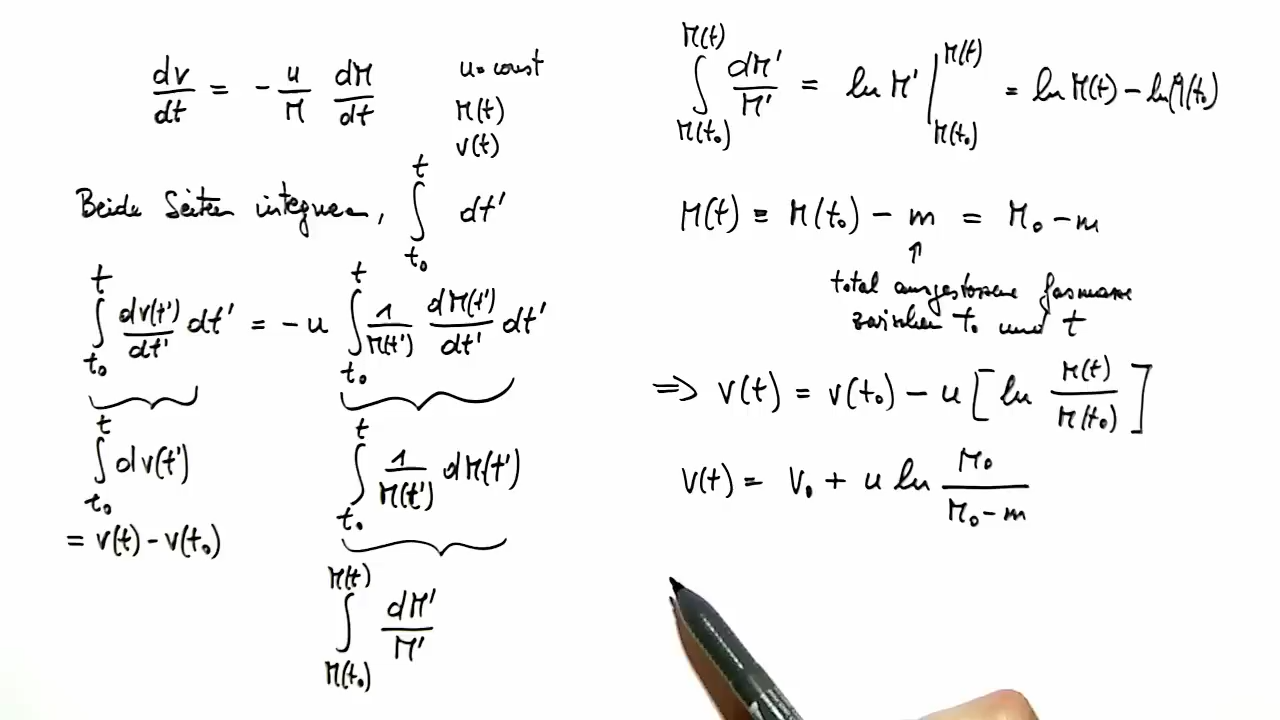 dv/dt = - u/M dM/dt
u = const
M(t)
v(t)
Beide Seiten integrieren, ∫_{t₀}^{t} dt'
∫_{t₀}^{t} dv(t')/dt' dt' = -u ∫_{t₀}^{t} 1/M(t') dM(t')/dt' dt'
∫_{t₀}^{t} dv(t')
= v(t) - v(t₀)
∫_{t₀}^{t} 1/M(t') dM(t')
∫_{M(t₀)}^{M(t)} dM'/M'
∫_{M(t₀)}^{M(t)} dM'/M' = ln M' |_{M(t₀)}^{M(t)} = ln M(t) - ln M(t₀)
M(t) ≡ M(t₀) - m = M₀ - m
↑
total ausgestossene Gasmasse
zwischen t₀ und t
⇒ v(t) = v(t₀) - u [ ln M(t)/M(t₀) ]
v(t) = v₀ + u ln M₀/(M₀ - m)